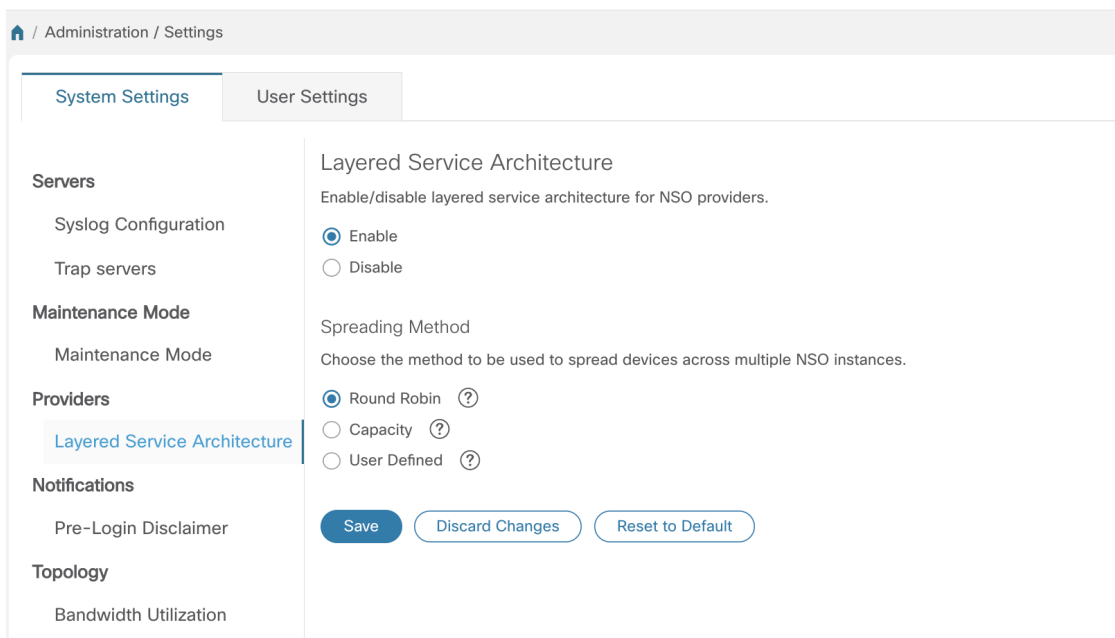 / Administration / Settings
System Settings
User Settings
Servers
Syslog Configuration
Trap servers
Maintenance Mode
Maintenance Mode
Providers
Layered Service Architecture
Notifications
Pre-Login Disclaimer
Topology
Bandwidth Utilization
Layered Service Architecture
Enable/disable layered service architecture for NSO providers.
Enable
Disable
Spreading Method
Choose the method to be used to spread devices across multiple NSO instances.
Round Robin ?
Capacity ?
User Defined ?
Save
Discard Changes
Reset to Default